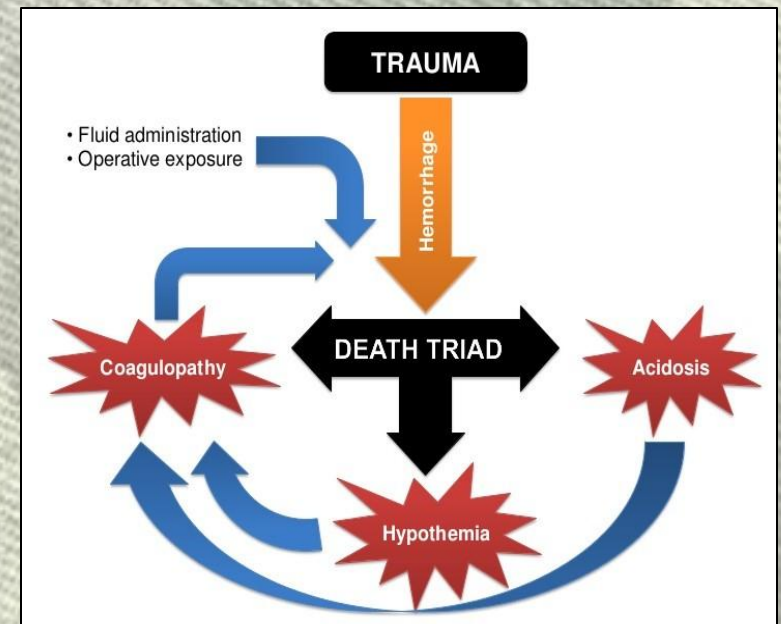 TRAUMA
• Fluid administration
• Operative exposure
Hemorrhage
DEATH TRIAD
Coagulopathy
Acidosis
Hypothemia